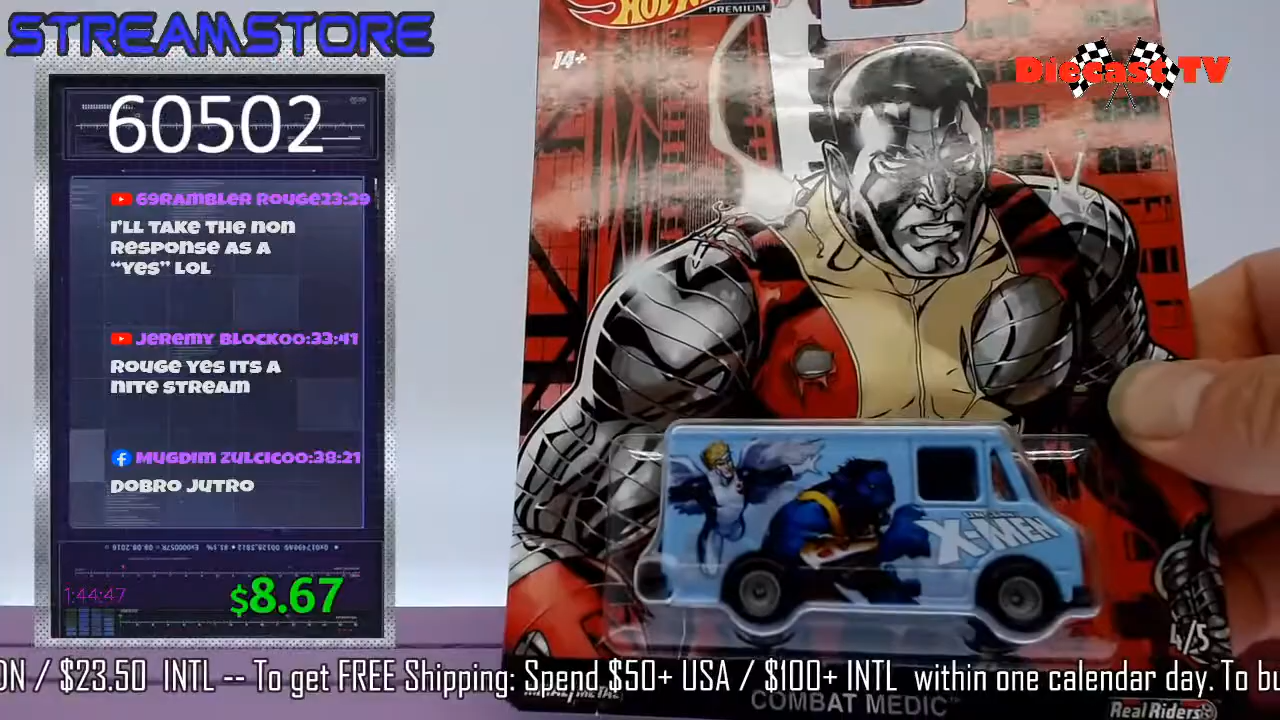 STREAMSTORE
60502
69RAMBLER ROUGE23:29
I'LL TAKE THE NON
RESPONSE AS A
“YES” LOL
JEREMY BLOCK00:33:41
ROUGE YES ITS A
NITE STREAM
MUGDIM ZULCIC00:38:21
DOBRO JUTRO
1:44:47
$8.67
PREMIUM
14+
Diecast TV
X-MEN
4/5
ON / $23.50 INTL -- To get FREE Shipping: Spend $50+ USA / $100+ INTL within one calendar day. To bu
COMBAT MEDIC™
Real Riders